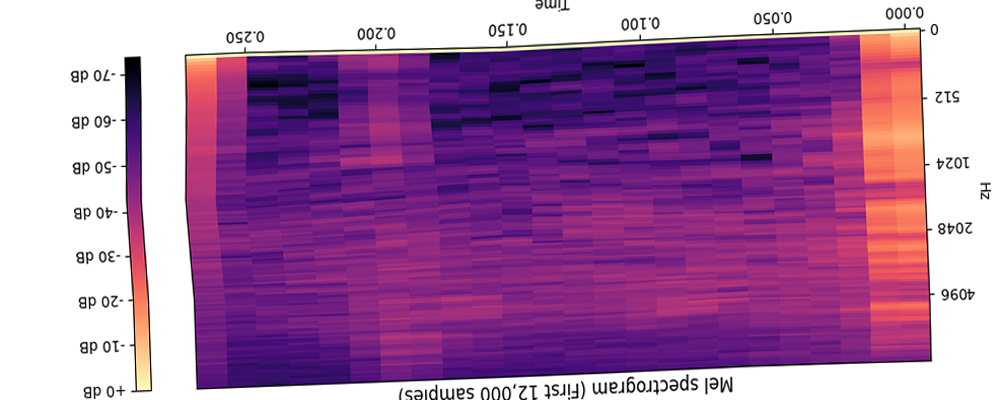 Mel spectrogram (First 12,000 samples)
4096
2048
1024
512
0
Hz
0.000
0.050
0.100
0.150
0.200
0.250
Time
+0 dB
-10 dB
-20 dB
-30 dB
-40 dB
-50 dB
-60 dB
-70 dB